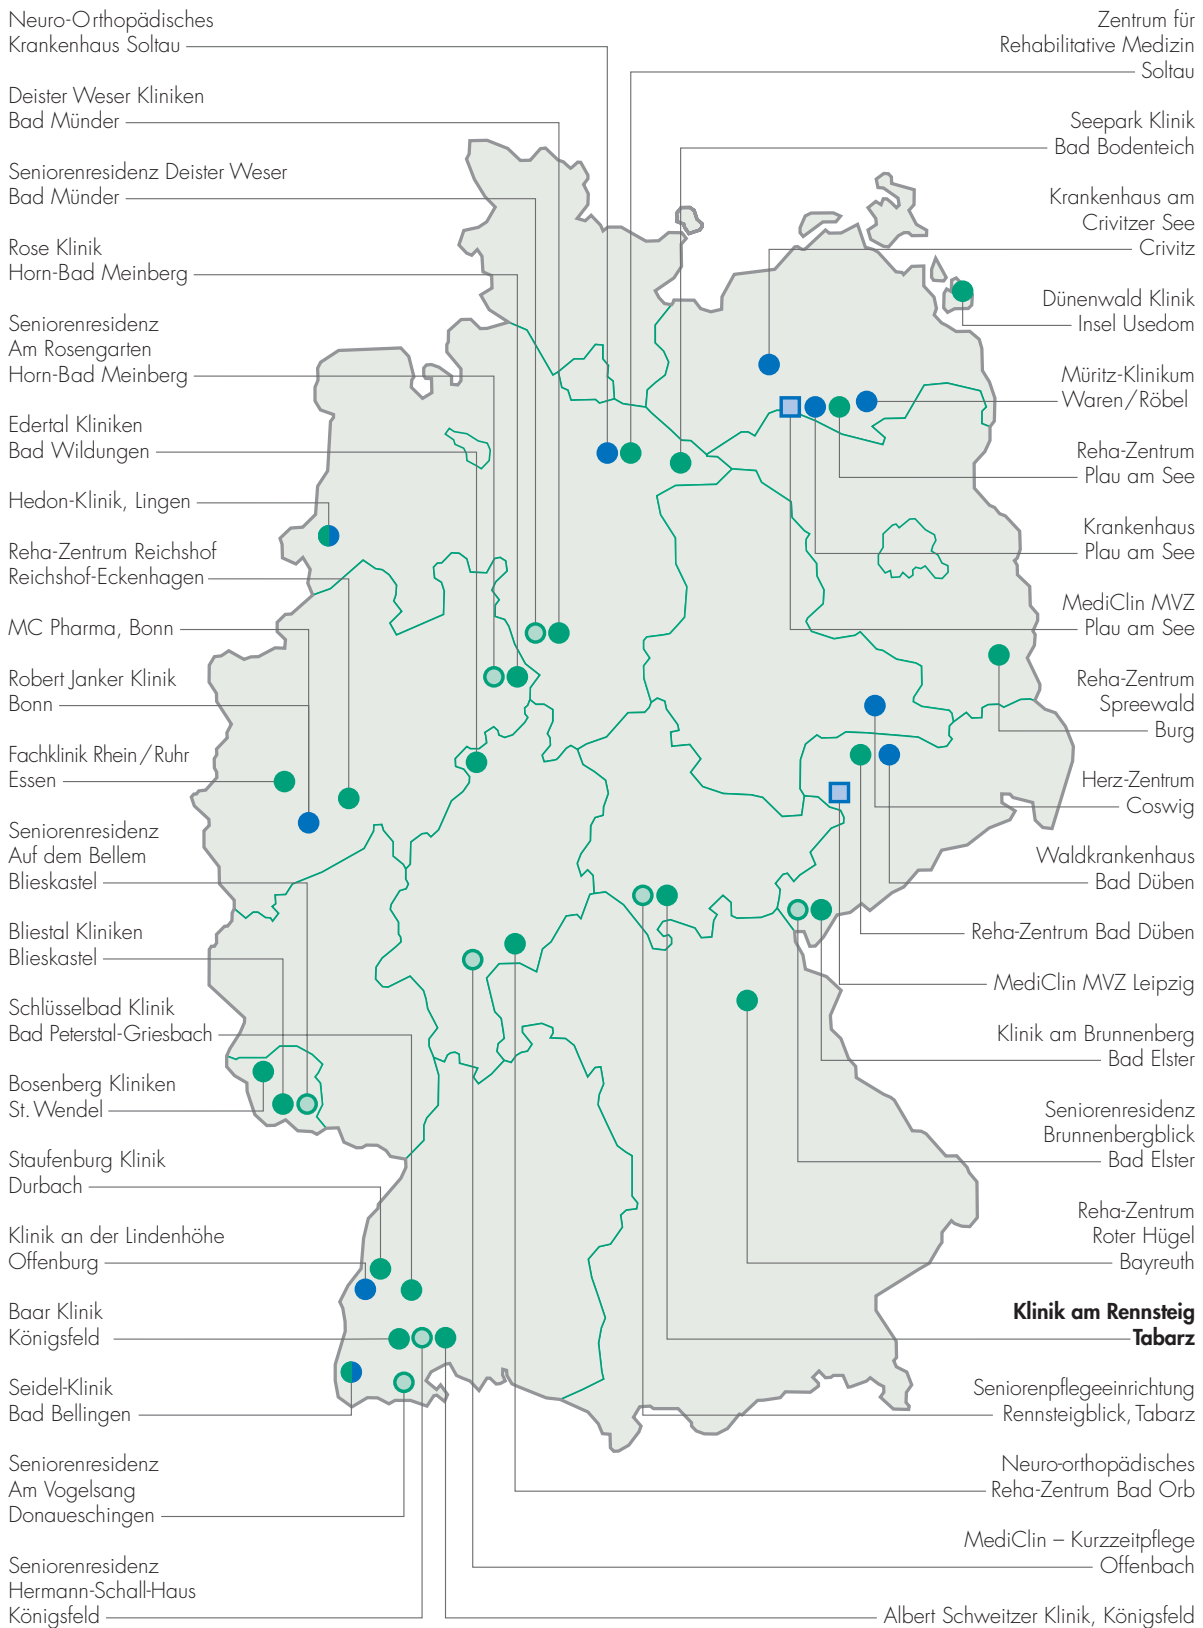 Neuro-Orthopädisches
Krankenhaus Soltau
Deister Weser Kliniken
Bad Münder
Seniorenresidenz Deister Weser
Bad Münder
Rose Klinik
Horn-Bad Meinberg
Seniorenresidenz
Am Rosengarten
Horn-Bad Meinberg
Edertal Kliniken
Bad Wildungen
Hedon-Klinik, Lingen
Reha-Zentrum Reichshof
Reichshof-Eckenhagen
MC Pharma, Bonn
Robert Janker Klinik
Bonn
Fachklinik Rhein/Ruhr
Essen
Seniorenresidenz
Auf dem Bellem
Blieskastel
Bliestal Kliniken
Blieskastel
Schlüsselbad Klinik
Bad Peterstal-Griesbach
Bosenberg Kliniken
St. Wendel
Staufenburg Klinik
Durbach
Klinik an der Lindenhöhe
Offenburg
Baar Klinik
Königsfeld
Seidel-Klinik
Bad Bellingen
Seniorenresidenz
Am Vogelsang
Donaueschingen
Seniorenresidenz
Hermann-Schall-Haus
Königsfeld
Zentrum für
Rehabilitative Medizin
Soltau
Seepark Klinik
Bad Bodenteich
Krankenhaus am
Crivitzer See
Crivitz
Dünenwald Klinik
Insel Usedom
Müritz-Klinikum
Waren/Röbel
Reha-Zentrum
Plau am See
Krankenhaus
Plau am See
MediClin MVZ
Plau am See
Reha-Zentrum
Spreewald
Burg
Herz-Zentrum
Coswig
Waldkrankenhaus
Bad Düben
Reha-Zentrum Bad Düben
MediClin MVZ Leipzig
Klinik am Brunnenberg
Bad Elster
Seniorenresidenz
Brunnenbergblick
Bad Elster
Reha-Zentrum
Roter Hügel
Bayreuth
Klinik am Rennsteig
Tabarz
Seniorenpflegeeinrichtung
Rennsteigblick, Tabarz
Neuro-orthopädisches
Reha-Zentrum Bad Orb
MediClin – Kurzzeitpflege
Offenbach
Albert Schweitzer Klinik, Königsfeld